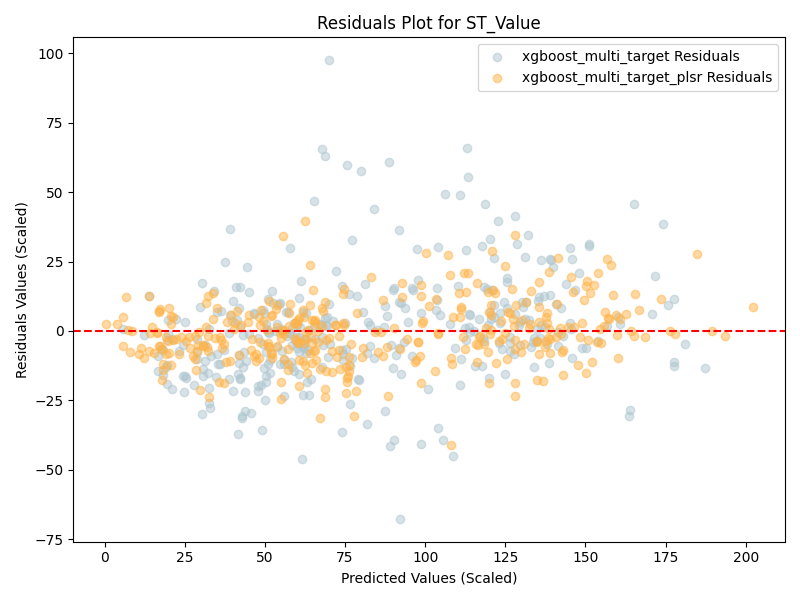 Residuals Plot for ST_Value
xgboost_multi_target Residuals
xgboost_multi_target_plsr Residuals
Residuals Values (Scaled)
100
75
50
25
0
−25
−50
−75
0 25 50 75 100 125 150 175 200
Predicted Values (Scaled)